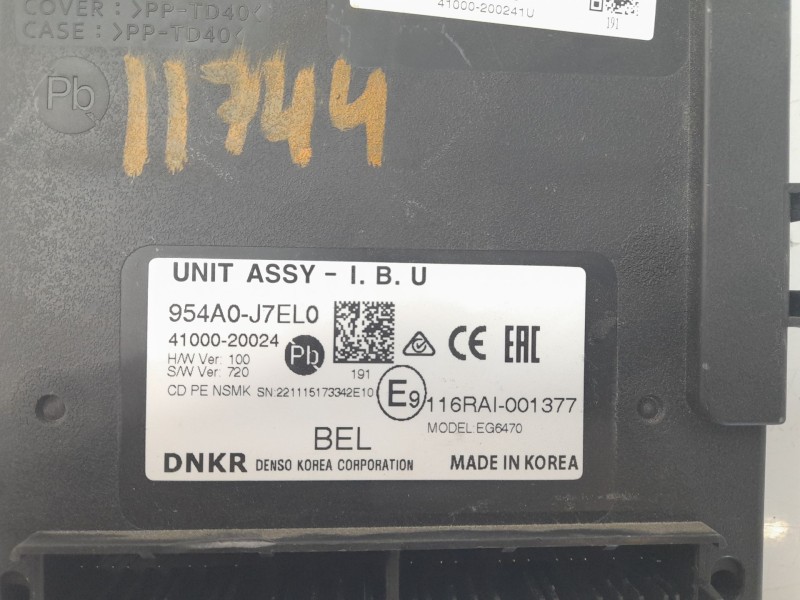 COVER : >PP-TD40<
CASE : >PP-TD40<
41000-200241U
191
Pb
11744
UNIT ASSY - I. B. U
954A0-J7EL0
41000-20024
H/W Ver: 100
S/W Ver: 720
Pb
191
CE EAC
CD PE NSMK SN:221115173342E10
E9 116RAI-001377
MODEL:EG6470
BEL
DNKR DENSO KOREA CORPORATION MADE IN KOREA